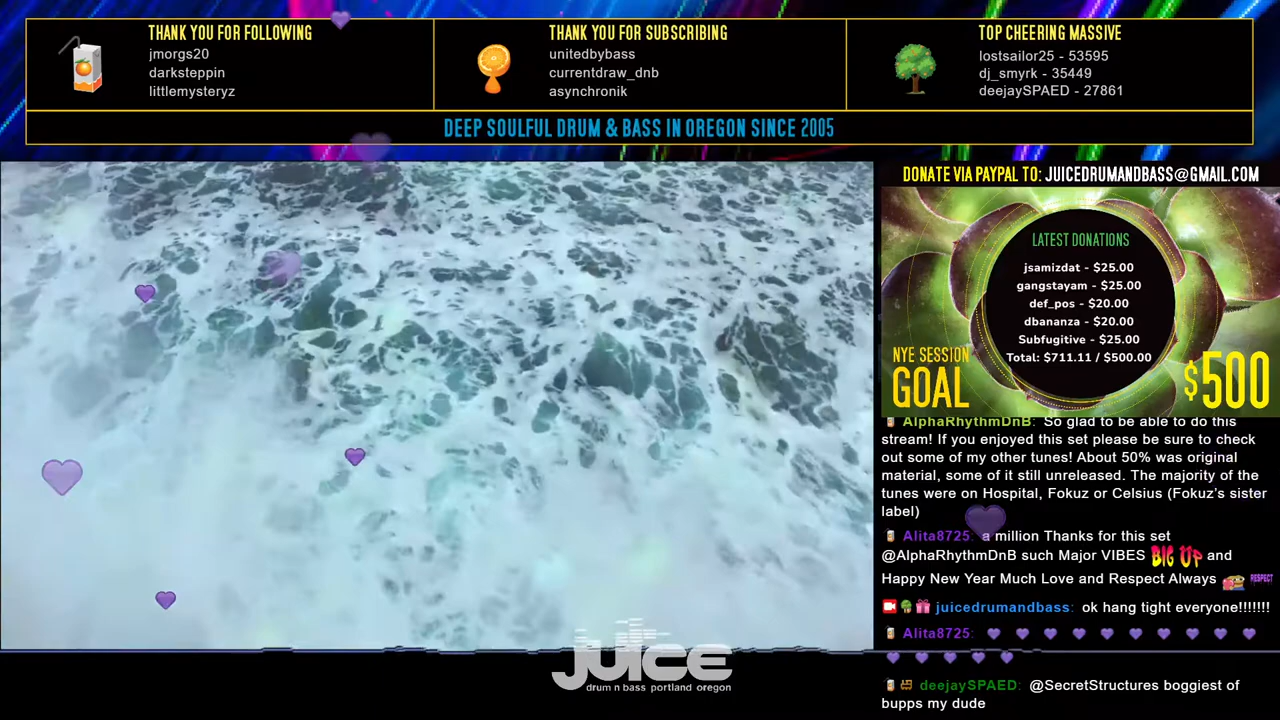 THANK YOU FOR FOLLOWING
jmorgs20
darksteppin
littlemysteryz
THANK YOU FOR SUBSCRIBING
unitedbybass
currentdraw_dnb
asynchronik
TOP CHEERING MASSIVE
lostsailor25 - 53595
dj_smyrk - 35449
deejaySPAED - 27861
DEEP SOULFUL DRUM & BASS IN OREGON SINCE 2005
DONATE VIA PAYPAL TO: JUICEDRUMANDBASS@GMAIL.COM
LATEST DONATIONS
jsamizdat - $25.00
gangstayam - $25.00
def_pos - $20.00
dbananza - $20.00
Subfugitive - $25.00
Total: $711.11 / $500.00
NYE SESSION
GOAL
$500
AlphaRhythmDnB: So glad to be able to do this
stream! If you enjoyed this set please be sure to check
out some of my other tunes! About 50% was original
material, some of it still unreleased. The majority of the
tunes were on Hospital, Fokuz or Celsius (Fokuz's sister
label)
Alita8725: a million Thanks for this set
@AlphaRhythmDnB such Major VIBES BIG UP and
Happy New Year Much Love and Respect Always RESPECT
juicedrumandbass: ok hang tight everyone!!!!!!!
Alita8725:
deejaySPAED: @SecretStructures boggiest of
bupps my dude
juice
drum n bass portland oregon